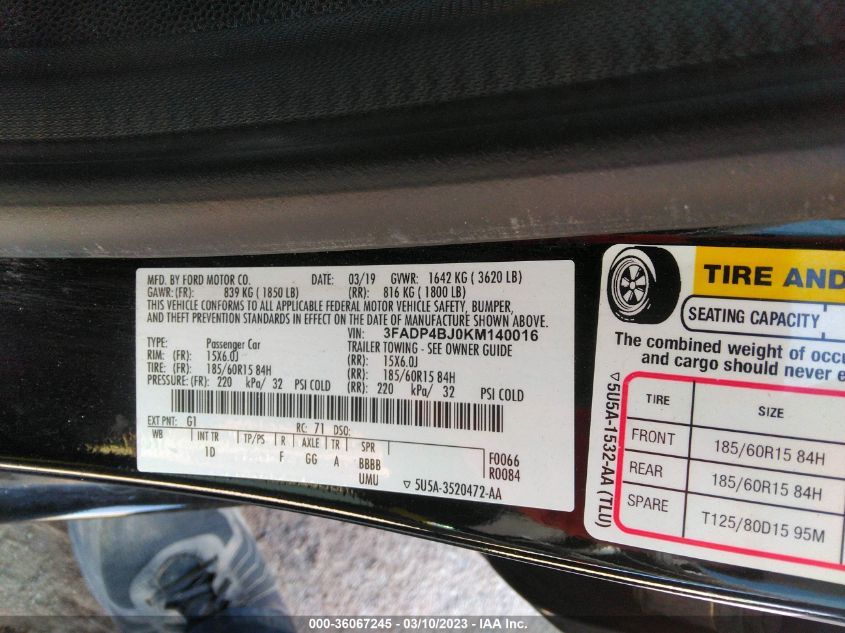 MFD. BY FORD MOTOR CO. DATE: 03/19 GVWR: 1642 KG ( 3620 LB)
GAWR: (FR): 839 KG ( 1850 LB) (RR): 816 KG ( 1800 LB)
THIS VEHICLE CONFORMS TO ALL APPLICABLE FEDERAL MOTOR VEHICLE SAFETY, BUMPER,
AND THEFT PREVENTION STANDARDS IN EFFECT ON THE DATE OF MANUFACTURE SHOWN ABOVE.
VIN: 3FADP4BJ0KM140016
TYPE: Passenger Car TRAILER TOWING - SEE OWNER GUIDE
RIM: (FR): 15X6.0J (RR): 15X6.0J
TIRE: (FR): 185/60R15 84H (RR): 185/60R15 84H
PRESSURE: (FR): 220 kPa/ 32 PSI COLD (RR): 220 kPa/ 32 PSI COLD
EXT PNT: G1 RC: 71 DSO:
WB INT TR TP/PS R AXLE TR SPR F0066
1D F GG A BBBB R0084
UMU ▽ 5U5A-3520472-AA
TIRE AND
SEATING CAPACITY
The combined weight of occu
and cargo should never e
TIRE SIZE
FRONT 185/60R15 84H
REAR 185/60R15 84H
SPARE T125/80D15 95M
▽ 5U5A-1532-AA (TLU)
000-36067245 - 03/10/2023 - IAA Inc.